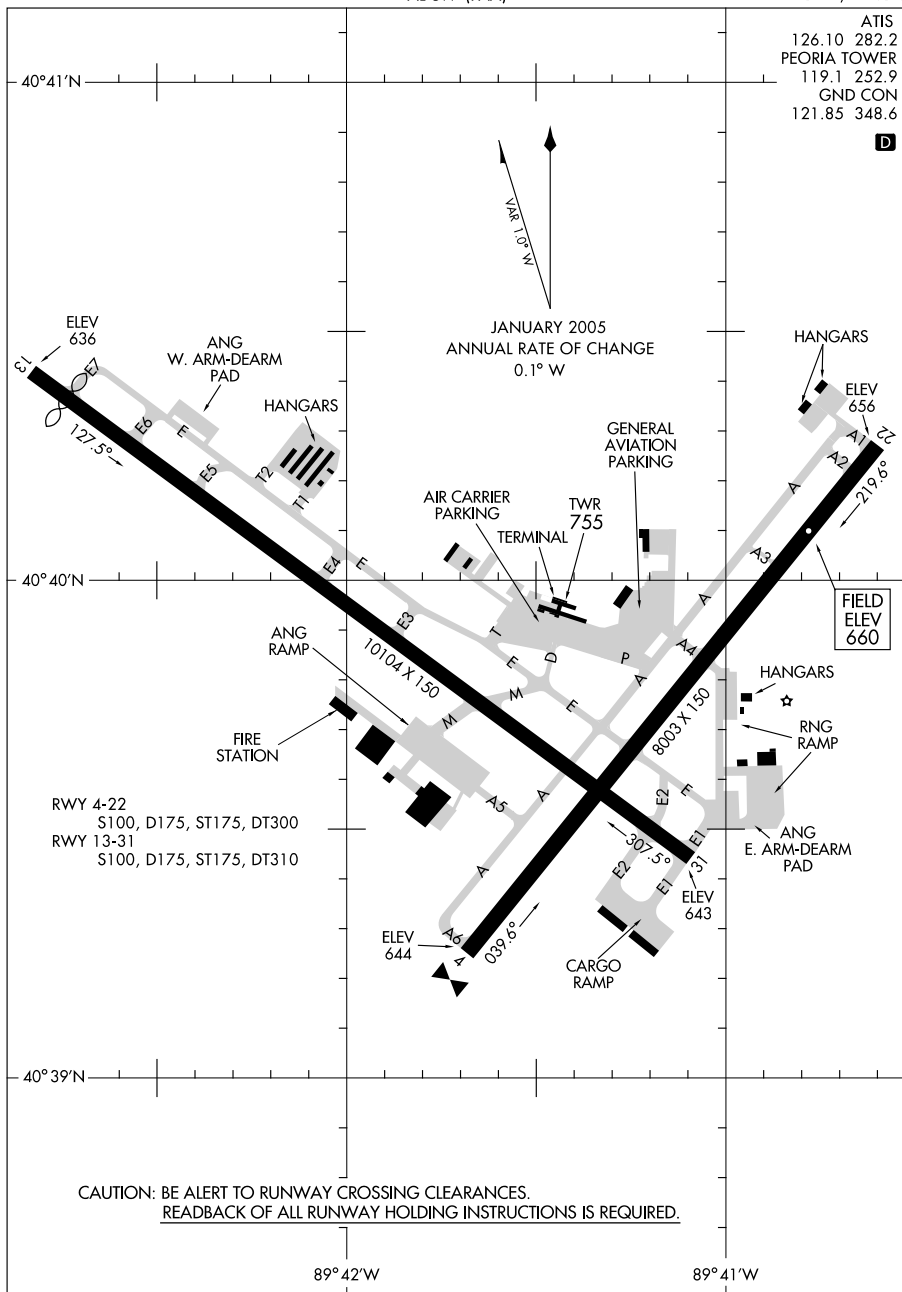 ATIS
126.10 282.2
PEORIA TOWER
119.1 252.9
GND CON
121.85 348.6
D
40°41'N
VAR 1.0° W
JANUARY 2005
ANNUAL RATE OF CHANGE
0.1° W
ELEV
636
ANG
W. ARM-DEARM
PAD
HANGARS
HANGARS
ELEV
656
13
E7
127.5°
E6
E
E5
T2
T1
E4
E
E3
GENERAL
AVIATION
PARKING
AIR CARRIER
PARKING
TERMINAL
TWR
755
A1
22
A2
219.6°
A
A3
A
A4
A
40°40'N
FIELD
ELEV
660
ANG
RAMP
10104 X 150
T
E
D
P
M
M
E
8003 X 150
HANGARS
RNG
RAMP
FIRE
STATION
RWY 4-22
S100, D175, ST175, DT300
RWY 13-31
S100, D175, ST175, DT310
A5
A
A
E2
E
E1
307.5°
31
E2
E1
ANG
E. ARM-DEARM
PAD
ELEV
643
ELEV
644
A6
4
039.6°
CARGO
RAMP
40°39'N
CAUTION: BE ALERT TO RUNWAY CROSSING CLEARANCES.
READBACK OF ALL RUNWAY HOLDING INSTRUCTIONS IS REQUIRED.
89°42'W
89°41'W